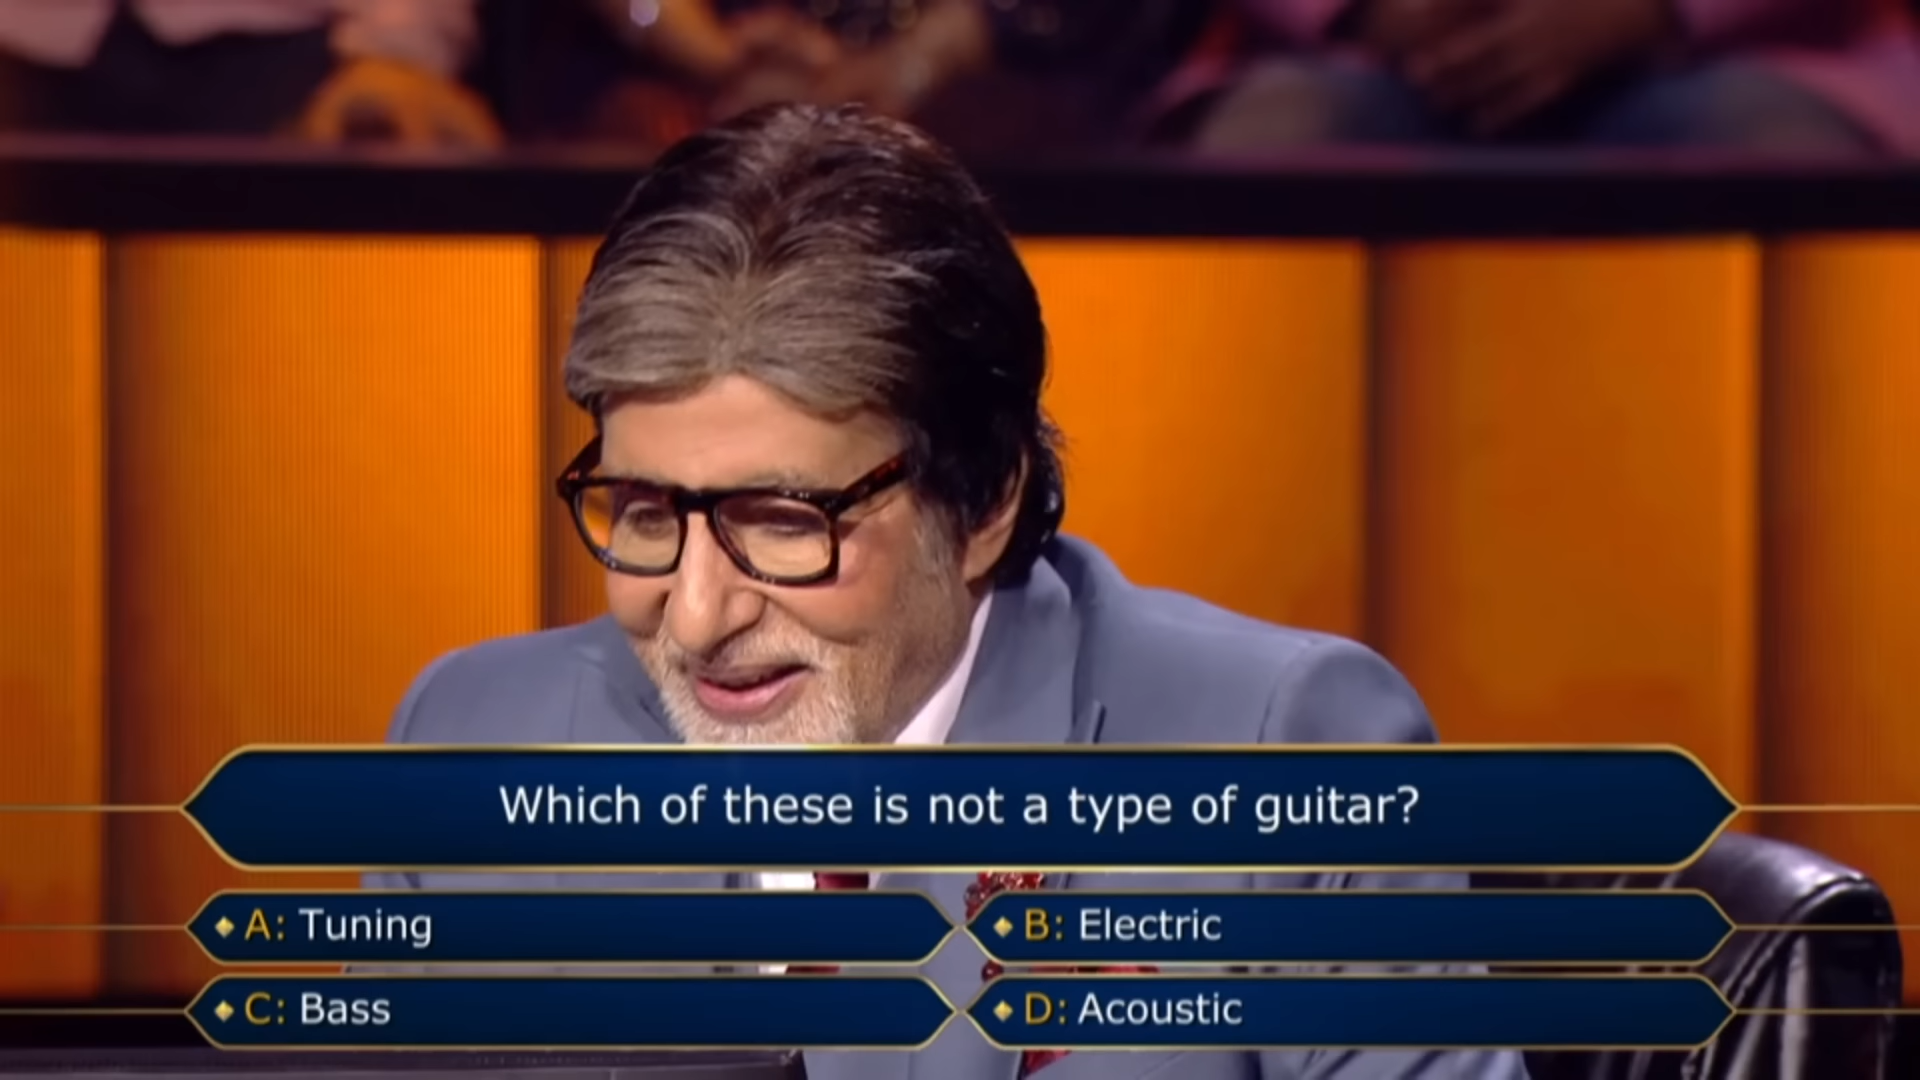 Which of these is not a type of guitar?
A: Tuning
B: Electric
C: Bass
D: Acoustic